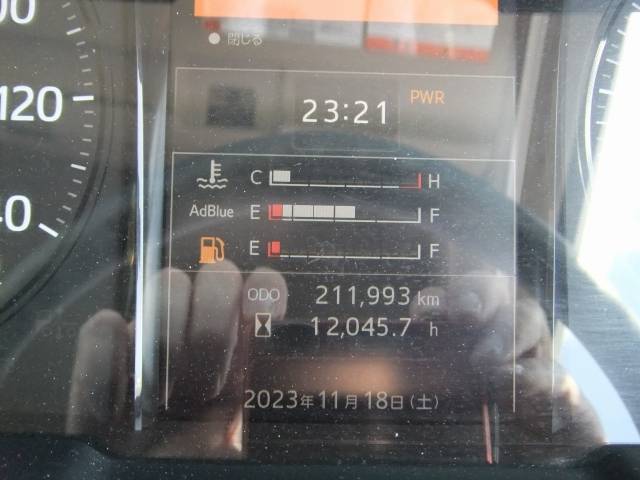 閉じる
120
23:21 PWR
C H
AdBlue E F
40
E F
ODO 211,993 km
12,045.7 h
2023年11月18日(土)